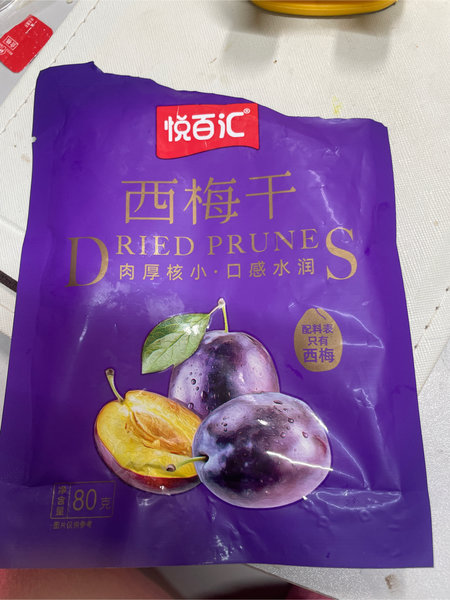 悦百汇®
西梅干
DRIED PRUNES
肉厚核小·口感水润
配料表
只有
西梅
净含量 80克
图片仅供参考